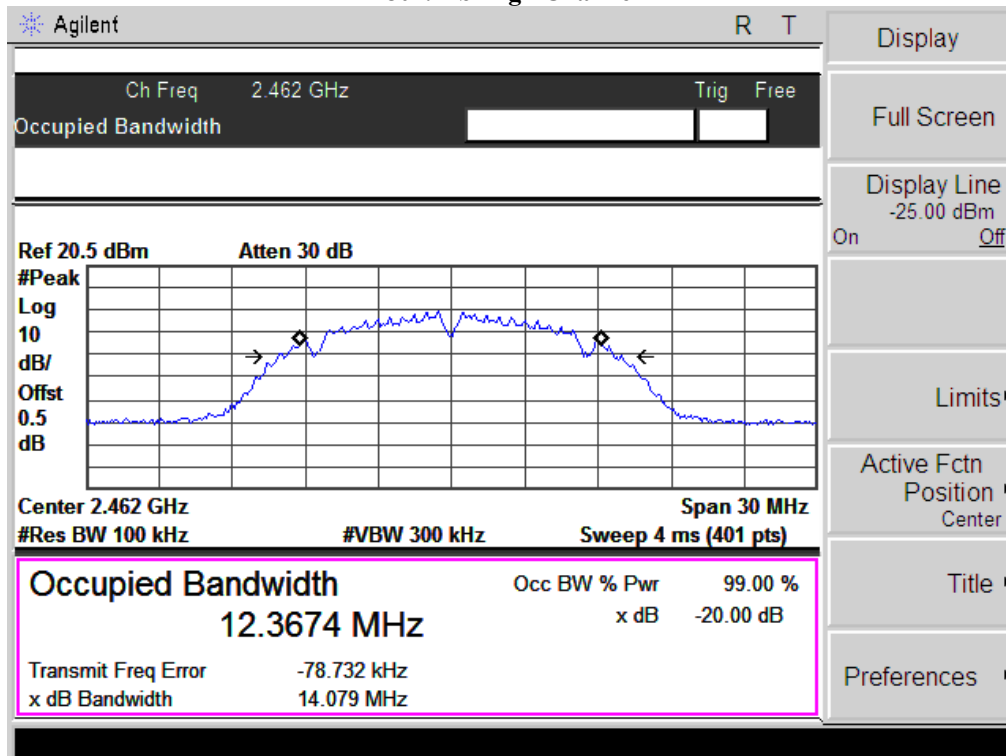 Agilent R T
Ch Freq 2.462 GHz Trig Free
Occupied Bandwidth
Ref 20.5 dBm Atten 30 dB
#Peak
Log
10
dB/
Offst
0.5
dB
Center 2.462 GHz Span 30 MHz
#Res BW 100 kHz #VBW 300 kHz Sweep 4 ms (401 pts)
Occupied Bandwidth Occ BW % Pwr 99.00 %
12.3674 MHz x dB -20.00 dB
Transmit Freq Error -78.732 kHz
x dB Bandwidth 14.079 MHz
Display
Full Screen
Display Line
-25.00 dBm
On Off
Limits
Active Fctn
Position
Center
Title
Preferences